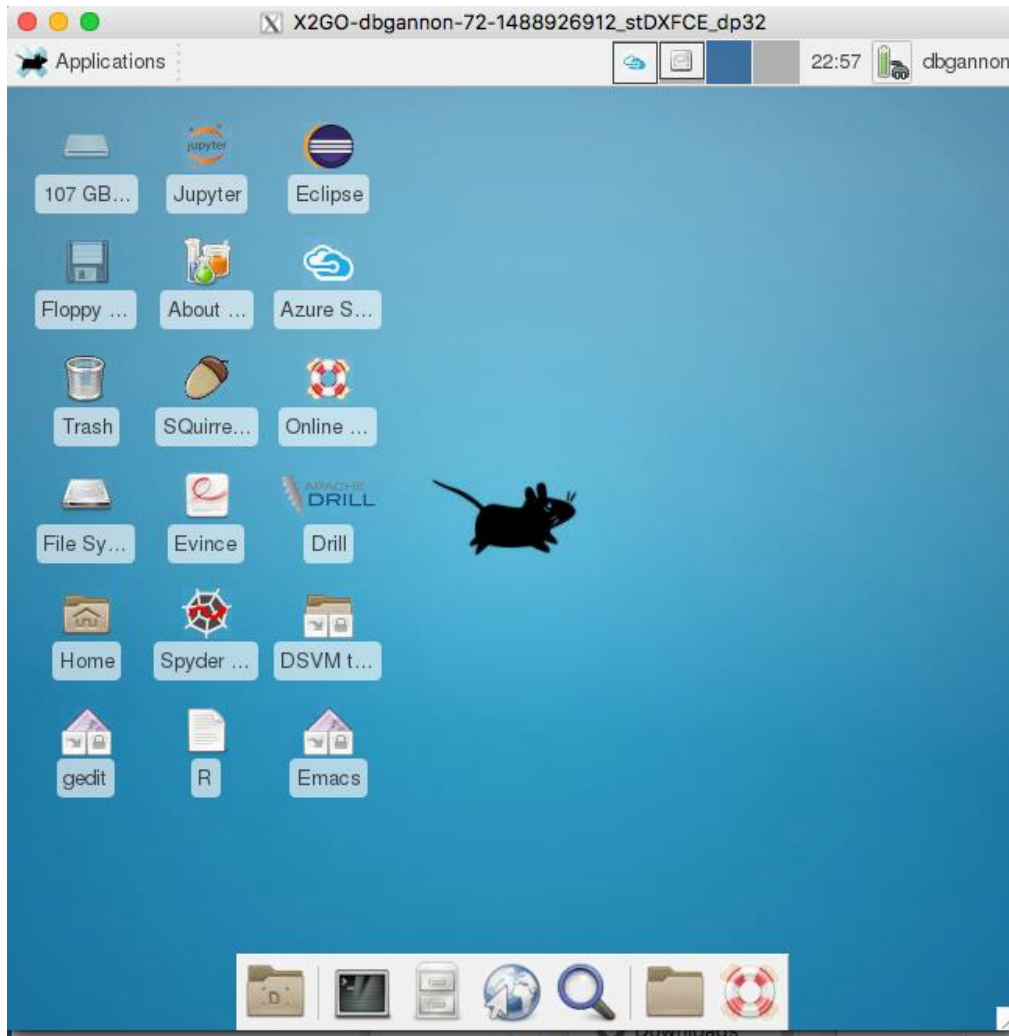 X2GO-dbgannon-72-1488926912_stDXFCE_dp32
Applications 22:57 dbgannon
jupyter
107 GB... Jupyter Eclipse
Floppy ... About ... Azure S...
Trash SQuirre... Online ...
APACHE
DRILL
File Sy... Evince Drill
Home Spyder ... DSVM t...
gedit R Emacs
:D:
Downloads